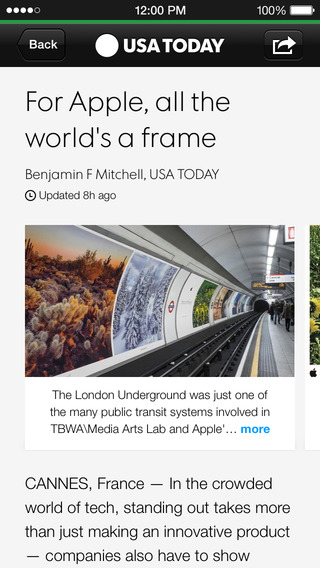 12:00 PM 100%
Back USA TODAY
For Apple, all the
world's a frame
Benjamin F Mitchell, USA TODAY
Updated 8h ago
The London Underground was just one of
the many public transit systems involved in
TBWA\Media Arts Lab and Apple'... more
CANNES, France — In the crowded
world of tech, standing out takes more
than just making an innovative product
— companies also have to show